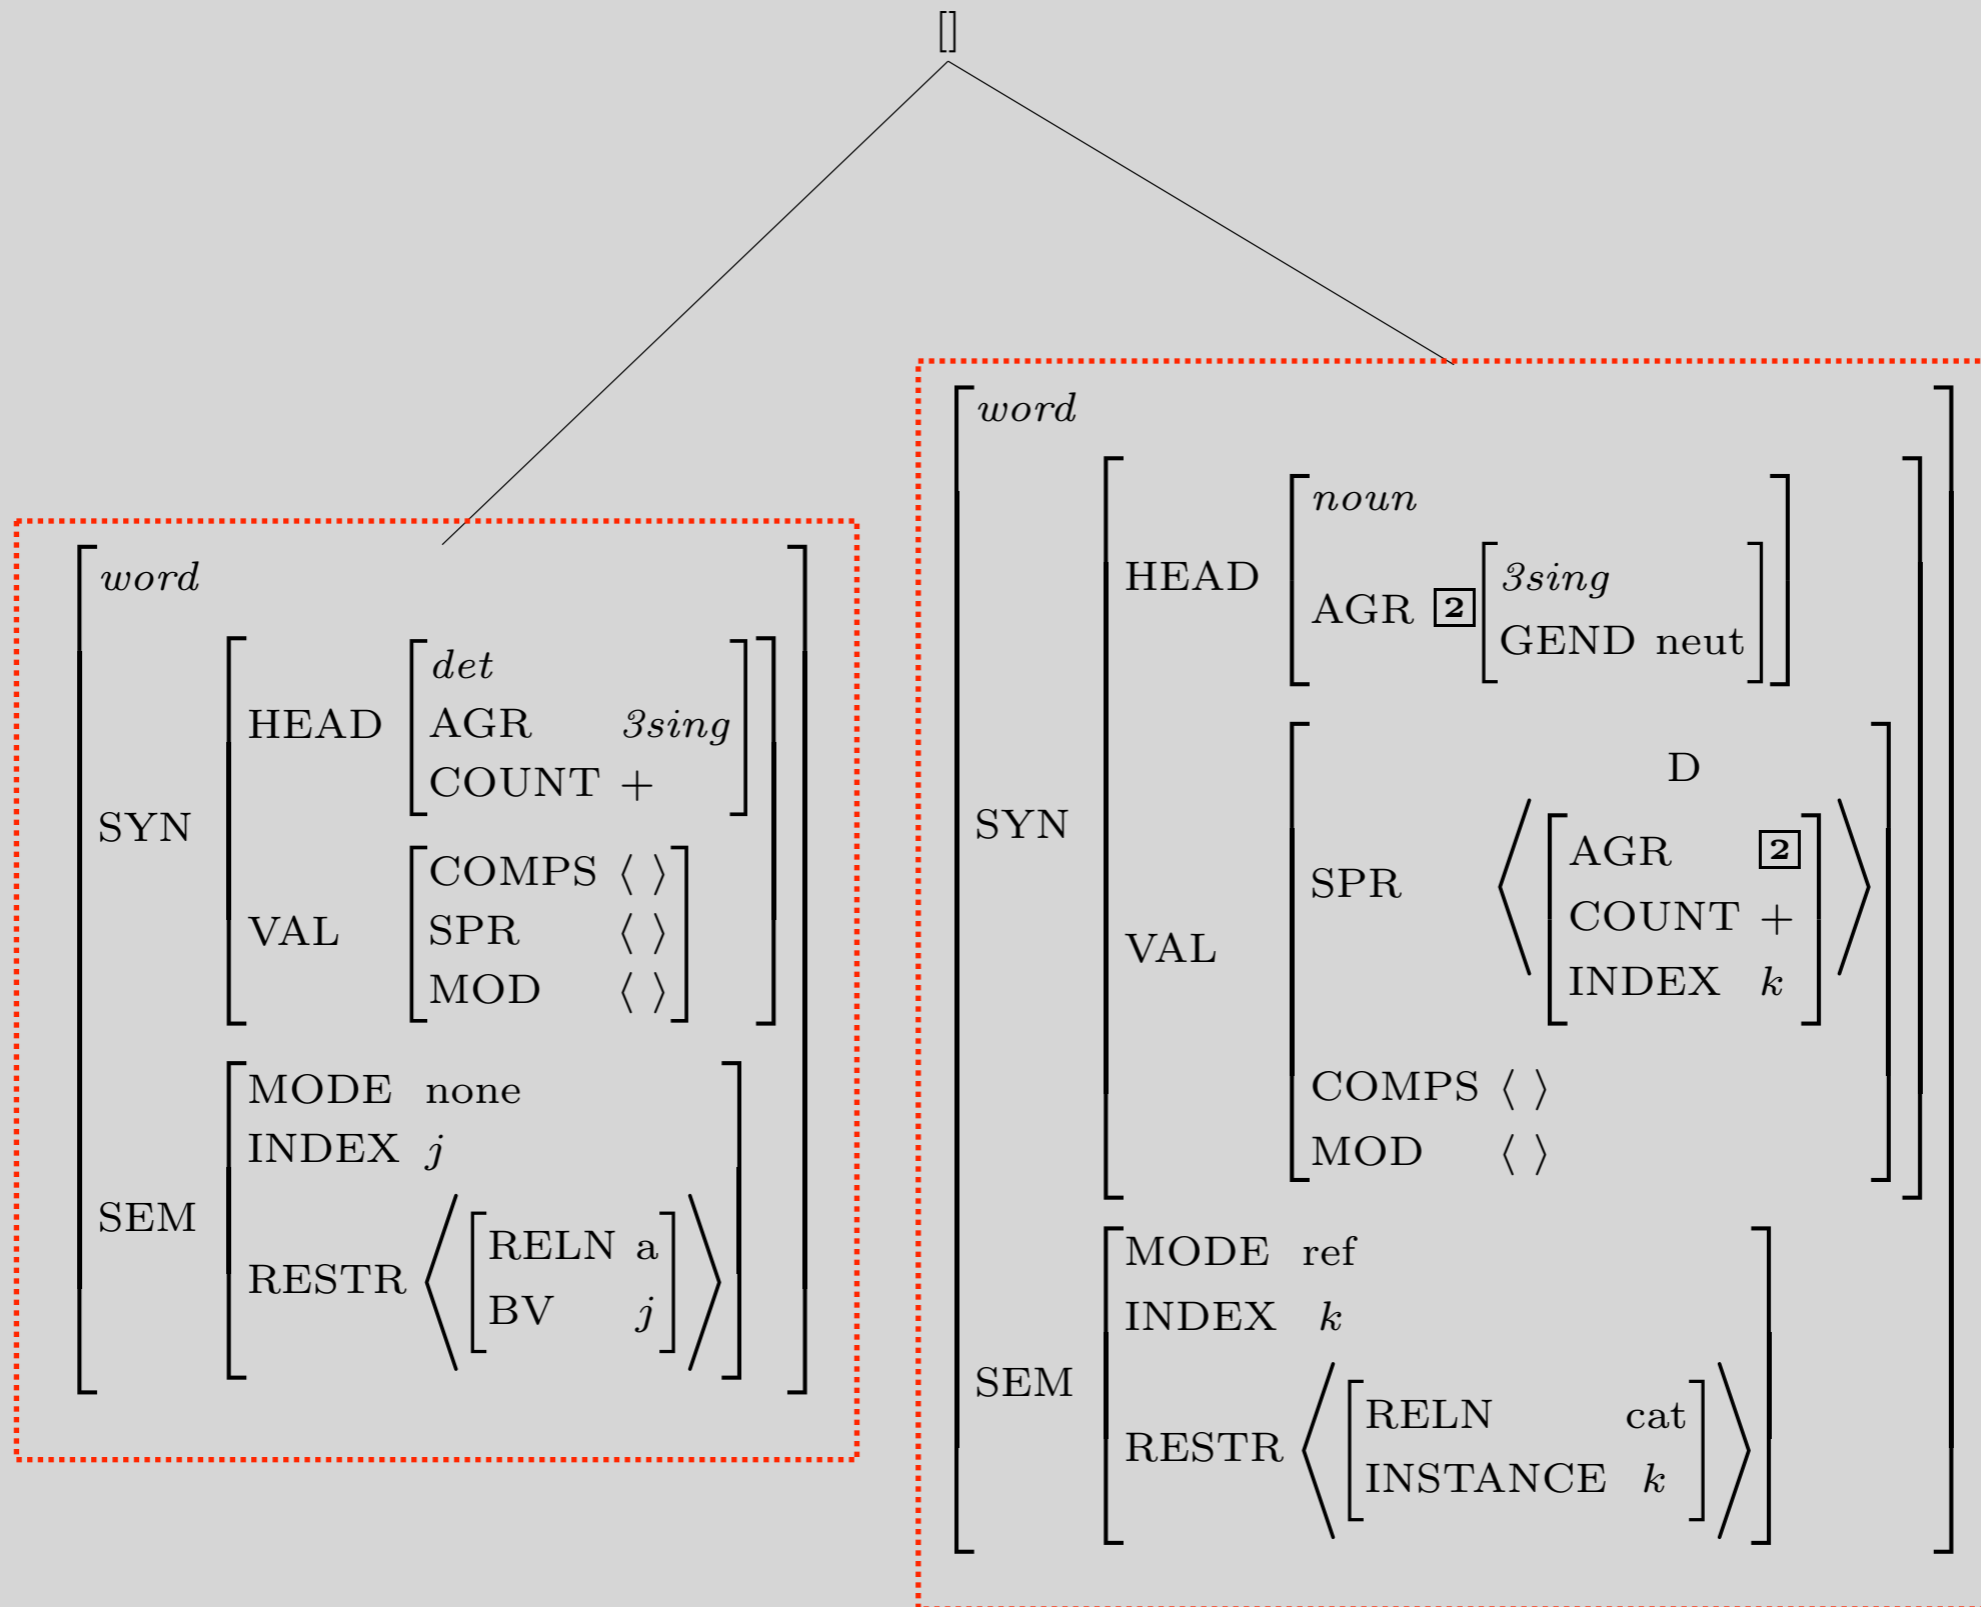 []
word
SYN
HEAD
det
AGR 3sing
COUNT +
VAL
COMPS ⟨ ⟩
SPR ⟨ ⟩
MOD ⟨ ⟩
SEM
MODE none
INDEX j
RESTR
RELN a
BV j
word
SYN
HEAD
noun
AGR 2
3sing
GEND neut
VAL
SPR
D
AGR 2
COUNT +
INDEX k
COMPS ⟨ ⟩
MOD ⟨ ⟩
SEM
MODE ref
INDEX k
RESTR
RELN cat
INSTANCE k